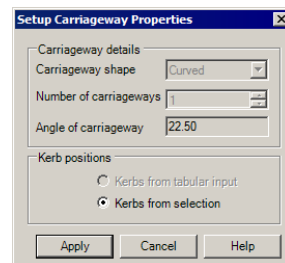 Setup Carriageway Properties
Carriageway details
Carriageway shape Curved
Number of carriageways 1
Angle of carriageway 22.50
Kerb positions
Kerbs from tabular input
Kerbs from selection
Apply Cancel Help